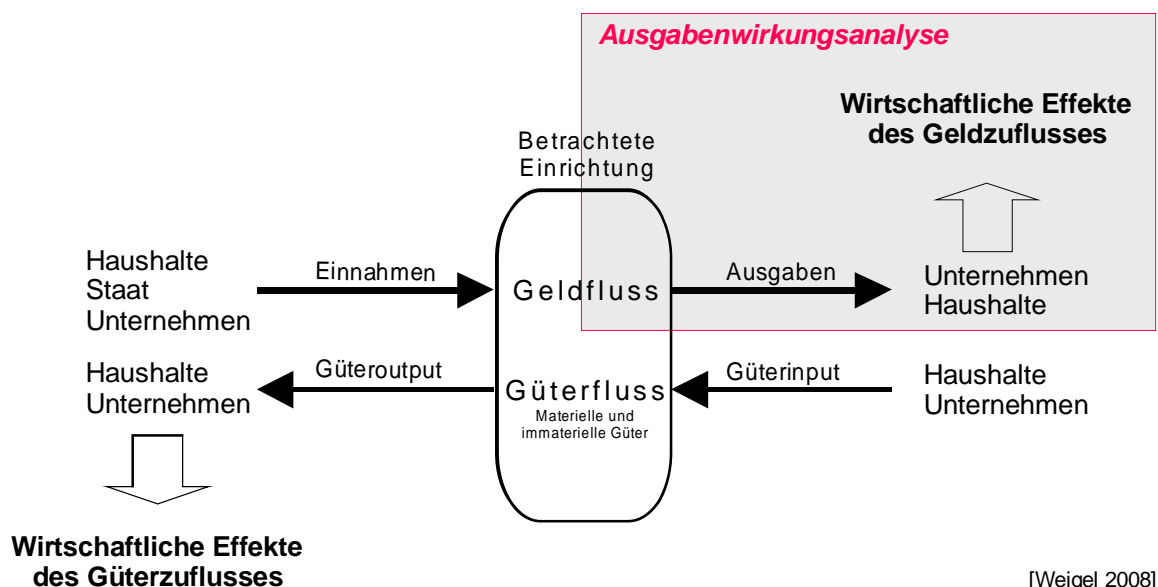 Ausgabenwirkungsanalyse
Wirtschaftliche Effekte
des Geldzuflusses
Betrachtete
Einrichtung
Haushalte
Staat
Unternehmen
Einnahmen
Geldfluss
Ausgaben
Unternehmen
Haushalte
Haushalte
Unternehmen
Güteroutput
Güterfluss
Materielle und
immaterielle Güter
Güterinput
Haushalte
Unternehmen
Wirtschaftliche Effekte
des Güterzuflusses
[Weigel 2008]